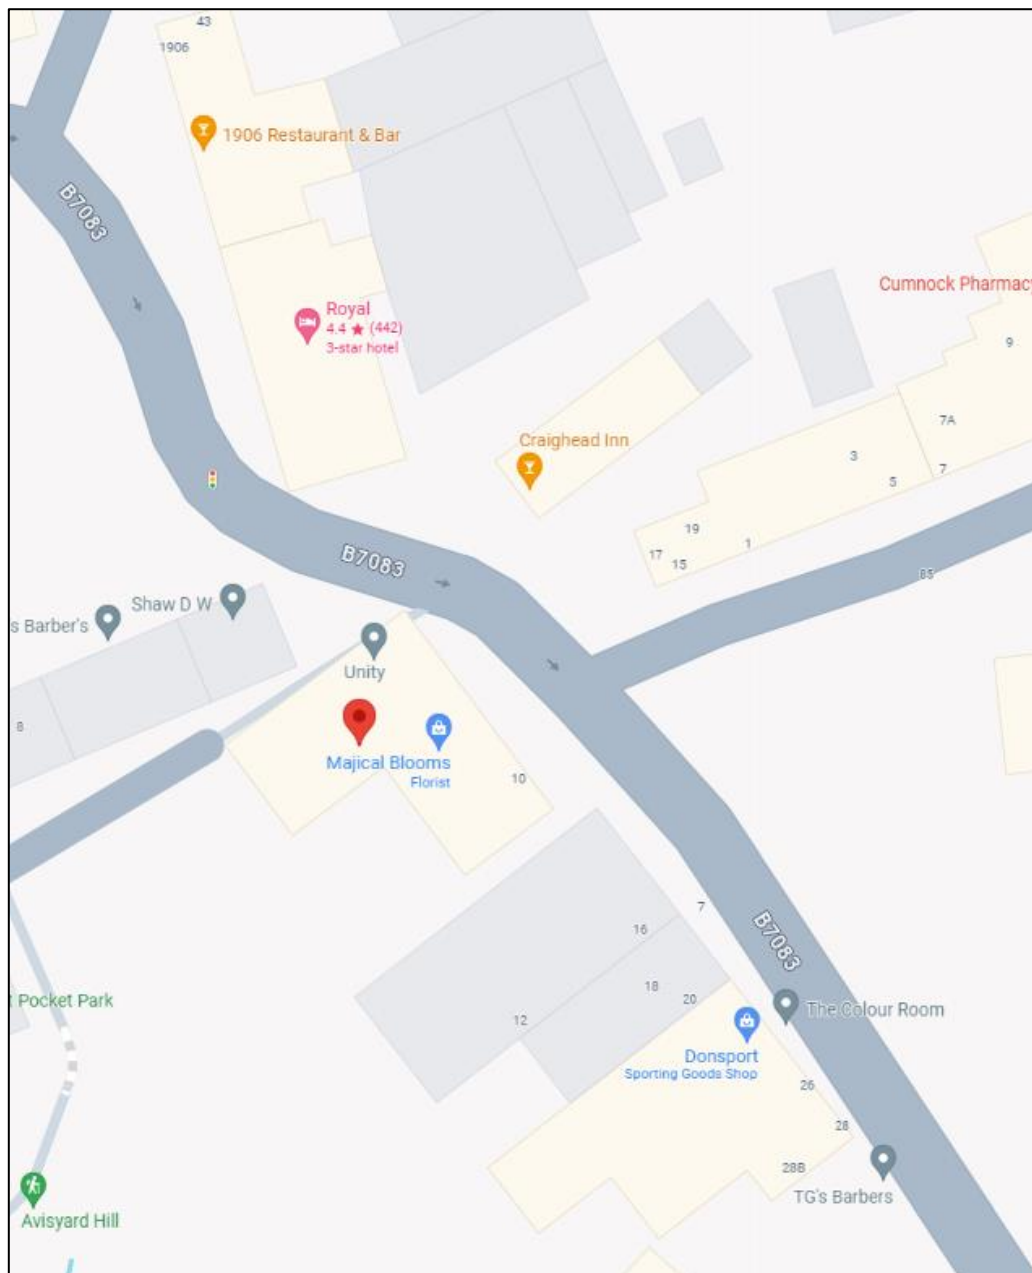 43
1906
1906 Restaurant & Bar
B7083
Cumnock Pharmacy
Royal
4.4 ★ (442)
3-star hotel
9
7A
Craighead Inn
3
7
5
19
1
17
15
B7083
85
Shaw D W
s Barber's
Unity
8
Majical Blooms
Florist
10
7
16
B7083
18
20
t Pocket Park
The Colour Room
12
Donsport
Sporting Goods Shop
26
28
28B
TG's Barbers
Avisyard Hill